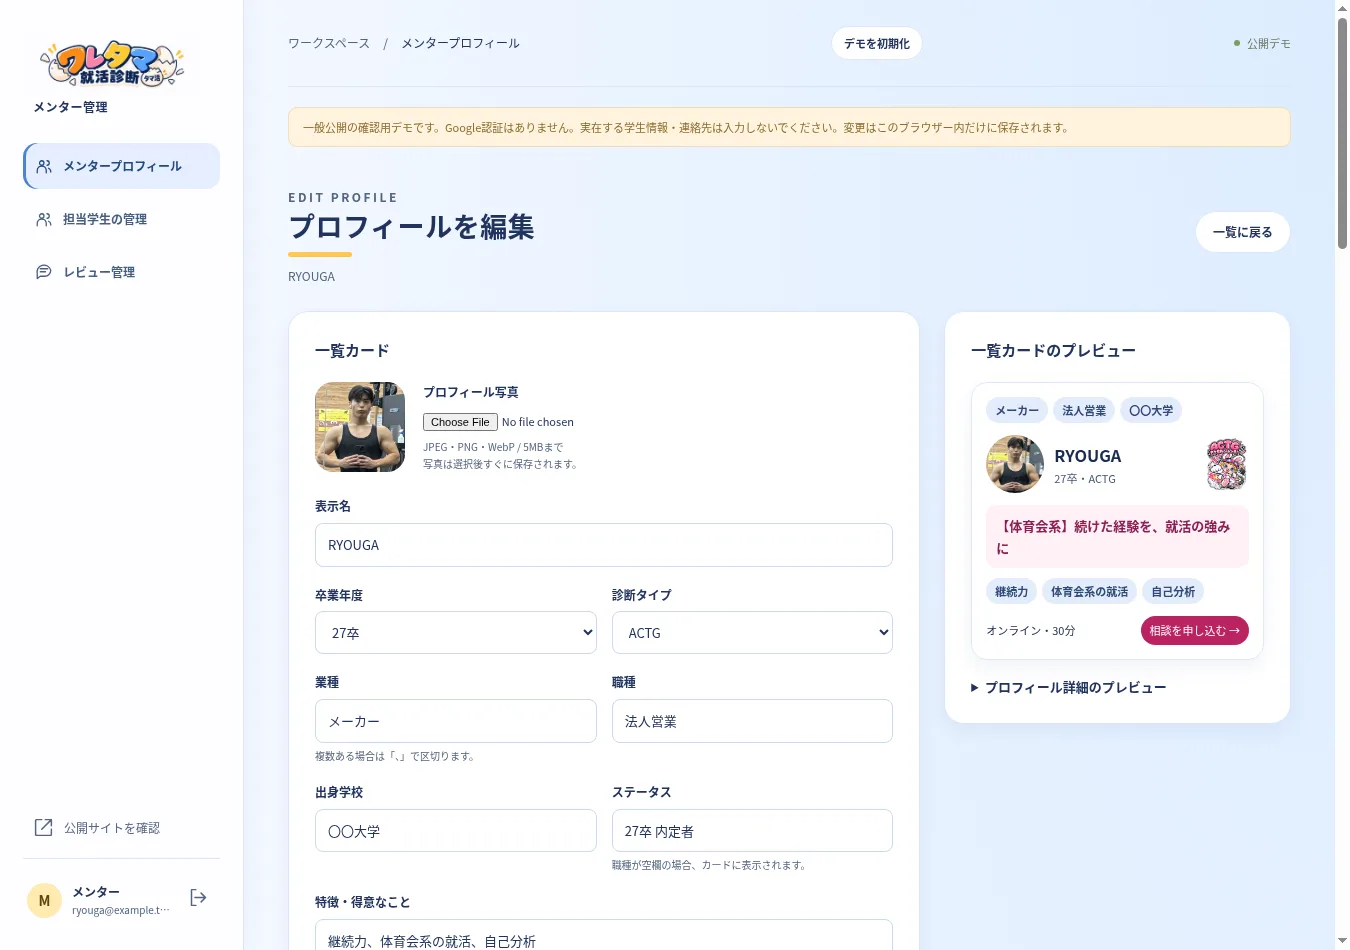 ワレタマ
就活診断
タマ活
メンター管理
メンタープロフィール
担当学生の管理
レビュー管理
公開サイトを確認
M
メンター
ryouga@example.t…
ワークスペース / メンタープロフィール
デモを初期化
公開デモ
一般公開の確認用デモです。Google認証はありません。実在する学生情報・連絡先は入力しないでください。変更はこのブラウザー内だけに保存されます。
EDIT PROFILE
プロフィールを編集
RYOUGA
一覧に戻る
一覧カード
プロフィール写真
Choose File No file chosen
JPEG・PNG・WebP / 5MBまで
写真は選択後すぐに保存されます。
表示名
RYOUGA
卒業年度
27卒
診断タイプ
ACTG
業種
メーカー
複数ある場合は「、」で区切ります。
職種
法人営業
出身学校
〇〇大学
ステータス
27卒 内定者
職種が空欄の場合、カードに表示されます。
特徴・得意なこと
継続力、体育会系の就活、自己分析
一覧カードのプレビュー
メーカー 法人営業 〇〇大学
RYOUGA
27卒・ACTG
ACTG
【体育会系】続けた経験を、就活の強み
に
継続力 体育会系の就活 自己分析
オンライン・30分
相談を申し込む →
▶ プロフィール詳細のプレビュー